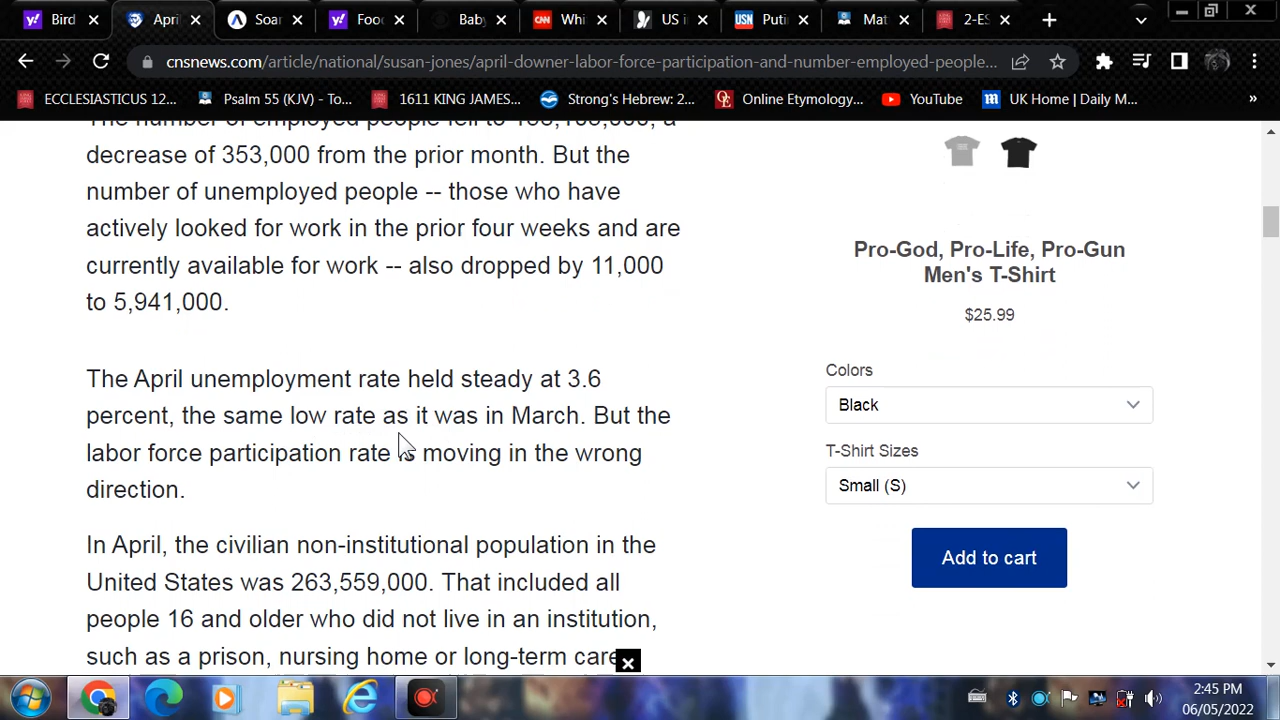 Bird
April
Soar
Food
Baby
CNN
Whi
US i
USN
Puti
Mat
2-ES
cnsnews.com/article/national/susan-jones/april-downer-labor-force-participation-and-number-employed-people...
ECCLESIASTICUS 12...
Psalm 55 (KJV) - To...
1611 KING JAMES...
Strong's Hebrew: 2...
Online Etymology...
YouTube
UK Home | Daily M...
»
decrease of 353,000 from the prior month. But the
number of unemployed people -- those who have
actively looked for work in the prior four weeks and are
currently available for work -- also dropped by 11,000
to 5,941,000.
The April unemployment rate held steady at 3.6
percent, the same low rate as it was in March. But the
labor force participation rate is moving in the wrong
direction.
In April, the civilian non-institutional population in the
United States was 263,559,000. That included all
people 16 and older who did not live in an institution,
such as a prison, nursing home or long-term care
Pro-God, Pro-Life, Pro-Gun
Men's T-Shirt
$25.99
Colors
Black
T-Shirt Sizes
Small (S)
Add to cart
2:45 PM
06/05/2022